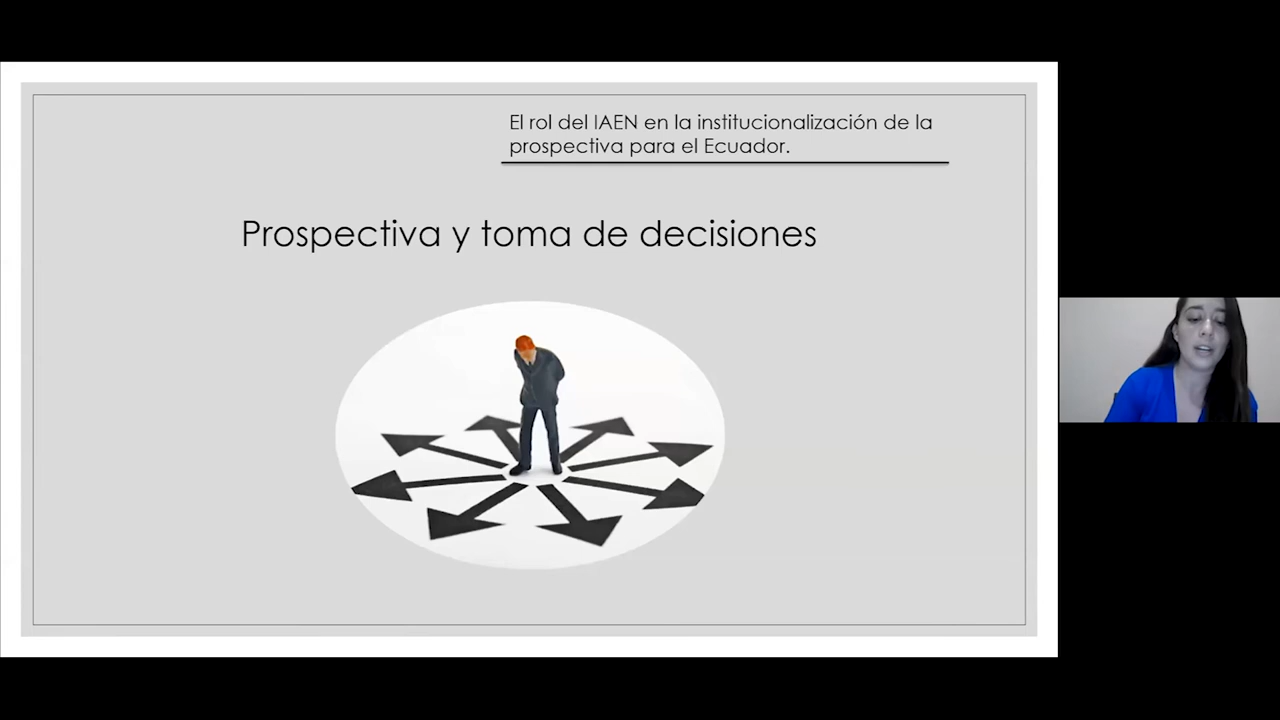 El rol del IAEN en la institucionalización de la
prospectiva para el Ecuador.
Prospectiva y toma de decisiones